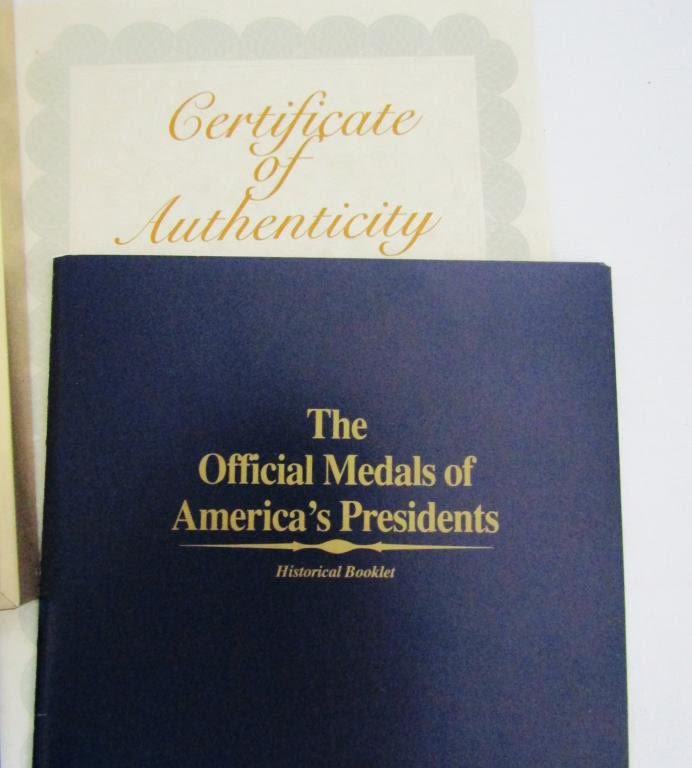 Certificate
of
Authenticity
The
Official Medals of
America's Presidents
Historical Booklet